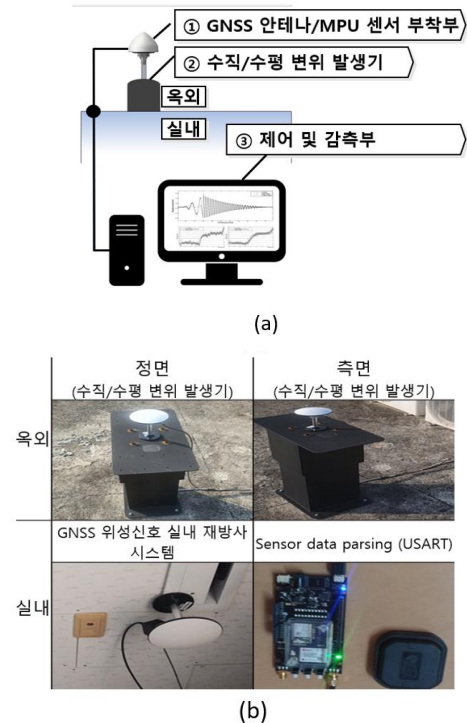 ① GNSS 안테나/MPU 센서 부착부
② 수직/수평 변위 발생기
옥외
실내
③ 제어 및 감측부
(a)
정면
(수직/수평 변위 발생기)
측면
(수직/수평 변위 발생기)
옥외
GNSS 위성신호 실내 재방사
시스템
Sensor data parsing (USART)
실내
(b)